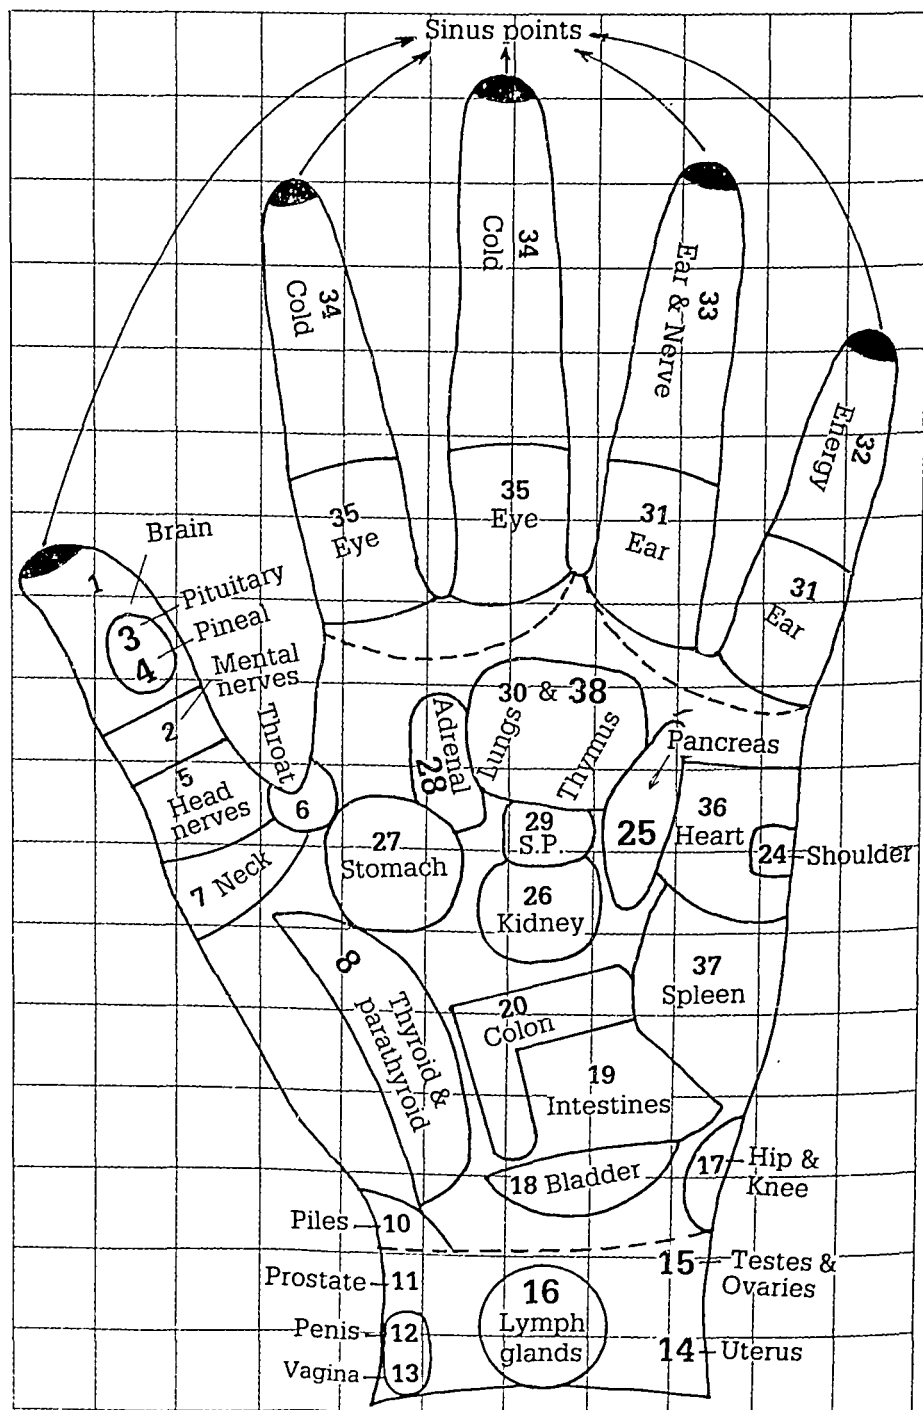 Sinus points
34
Cold
34
Cold
33
Ear & Nerve
32
Energy
35
Eye
35
Eye
31
Ear
31
Ear
Brain
1
Pituitary
3
Pineal
4
Mental
nerves
2
Throat
5
Head
nerves
6
7 Neck
Adrenal
28
30 & 38
Lungs
Thymus
Pancreas
25
36
Heart
24
Shoulder
29
S.P.
27
Stomach
26
Kidney
37
Spleen
8
Thyroid &
parathyroid
20
Colon
19
Intestines
18 Bladder
17
Hip &
Knee
Piles
10
Prostate
11
Penis
12
Vagina
13
16
Lymph
glands
15
Testes &
Ovaries
14
Uterus